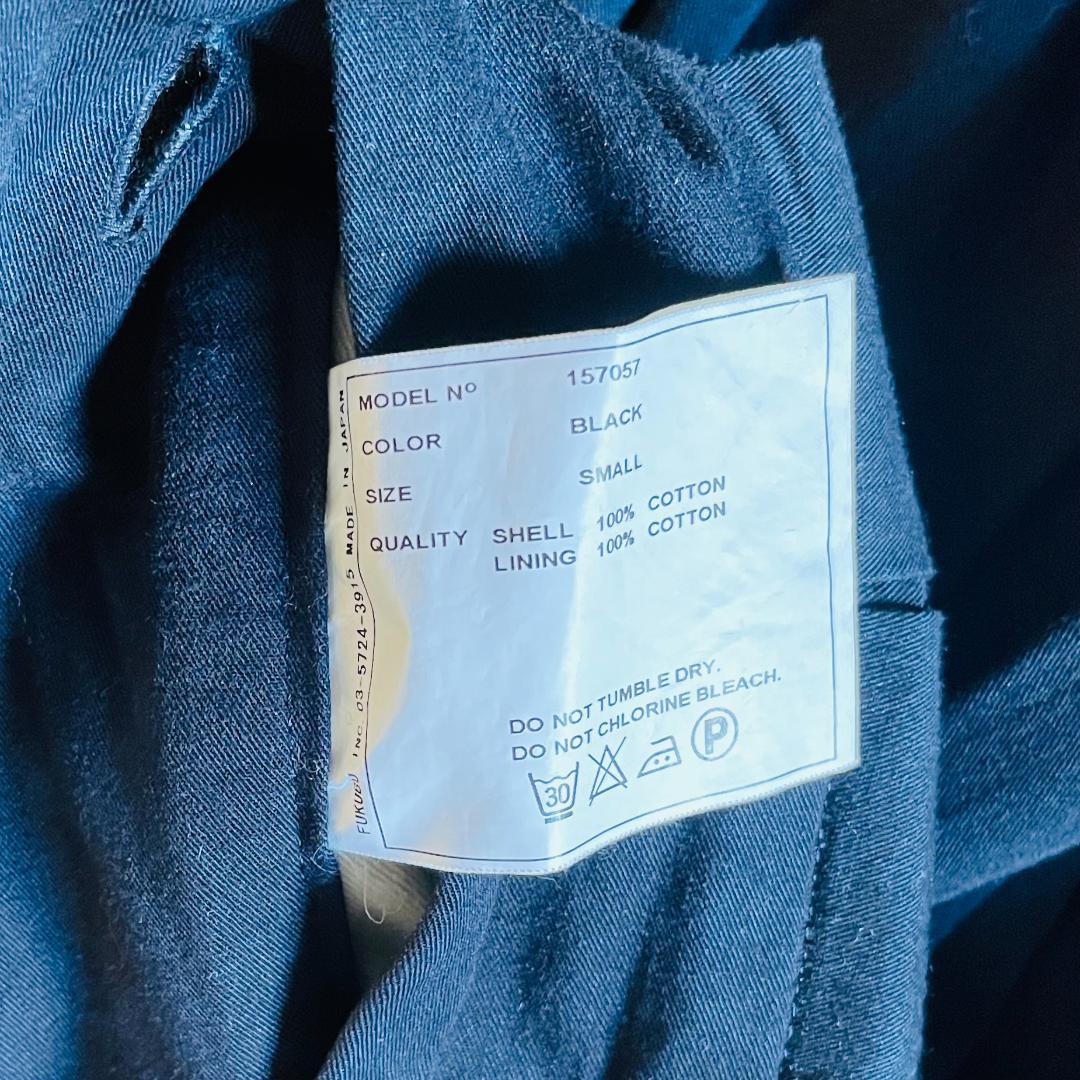 MODEL Nº 157057
COLOR BLACK
SIZE SMALL
QUALITY SHELL 100% COTTON
LINING 100% COTTON
DO NOT TUMBLE DRY.
DO NOT CHLORINE BLEACH.
30 P
FUKUGU INC. 03-5724-3915 MADE IN JAPAN